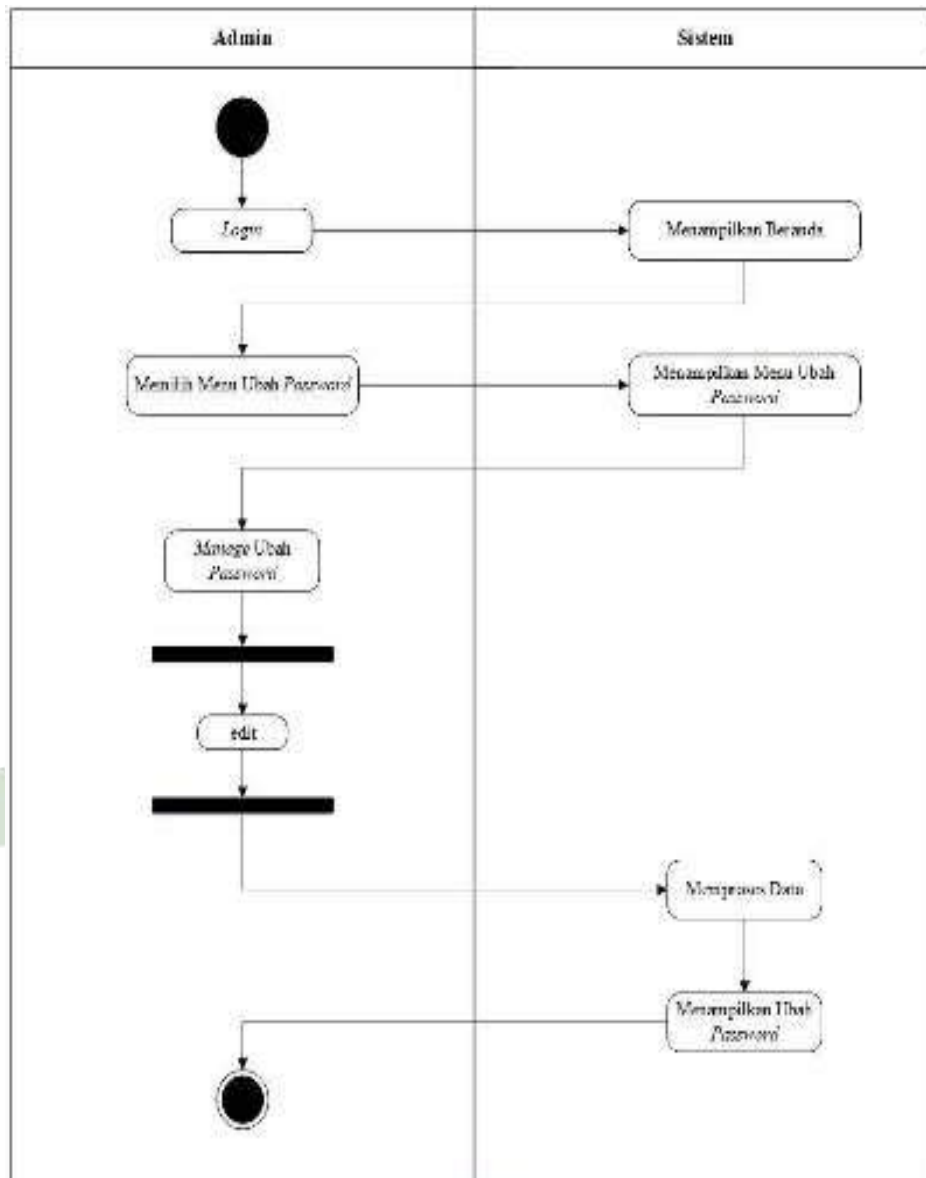 Admin
Sistem
Login
Menampilkan Beranda
Memilih Menu Ubah Password
Menampilkan Menu Ubah
Password
Manage Ubah
Password
edit
Memproses Data
Menampilkan Ubah
Password